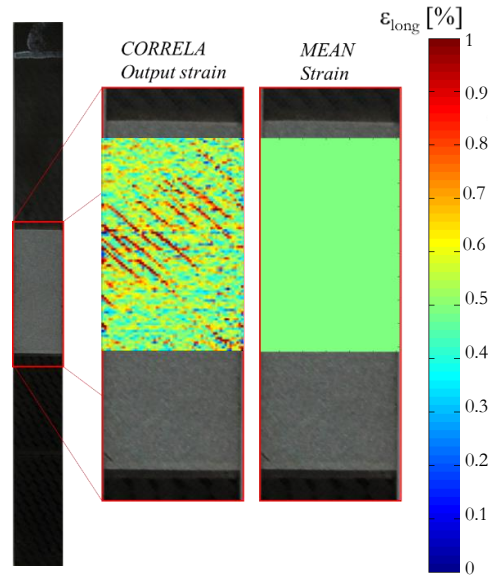 CORRELA
Output strain
MEAN
Strain
εlong [%]
1
0.9
0.8
0.7
0.6
0.5
0.4
0.3
0.2
0.1
0